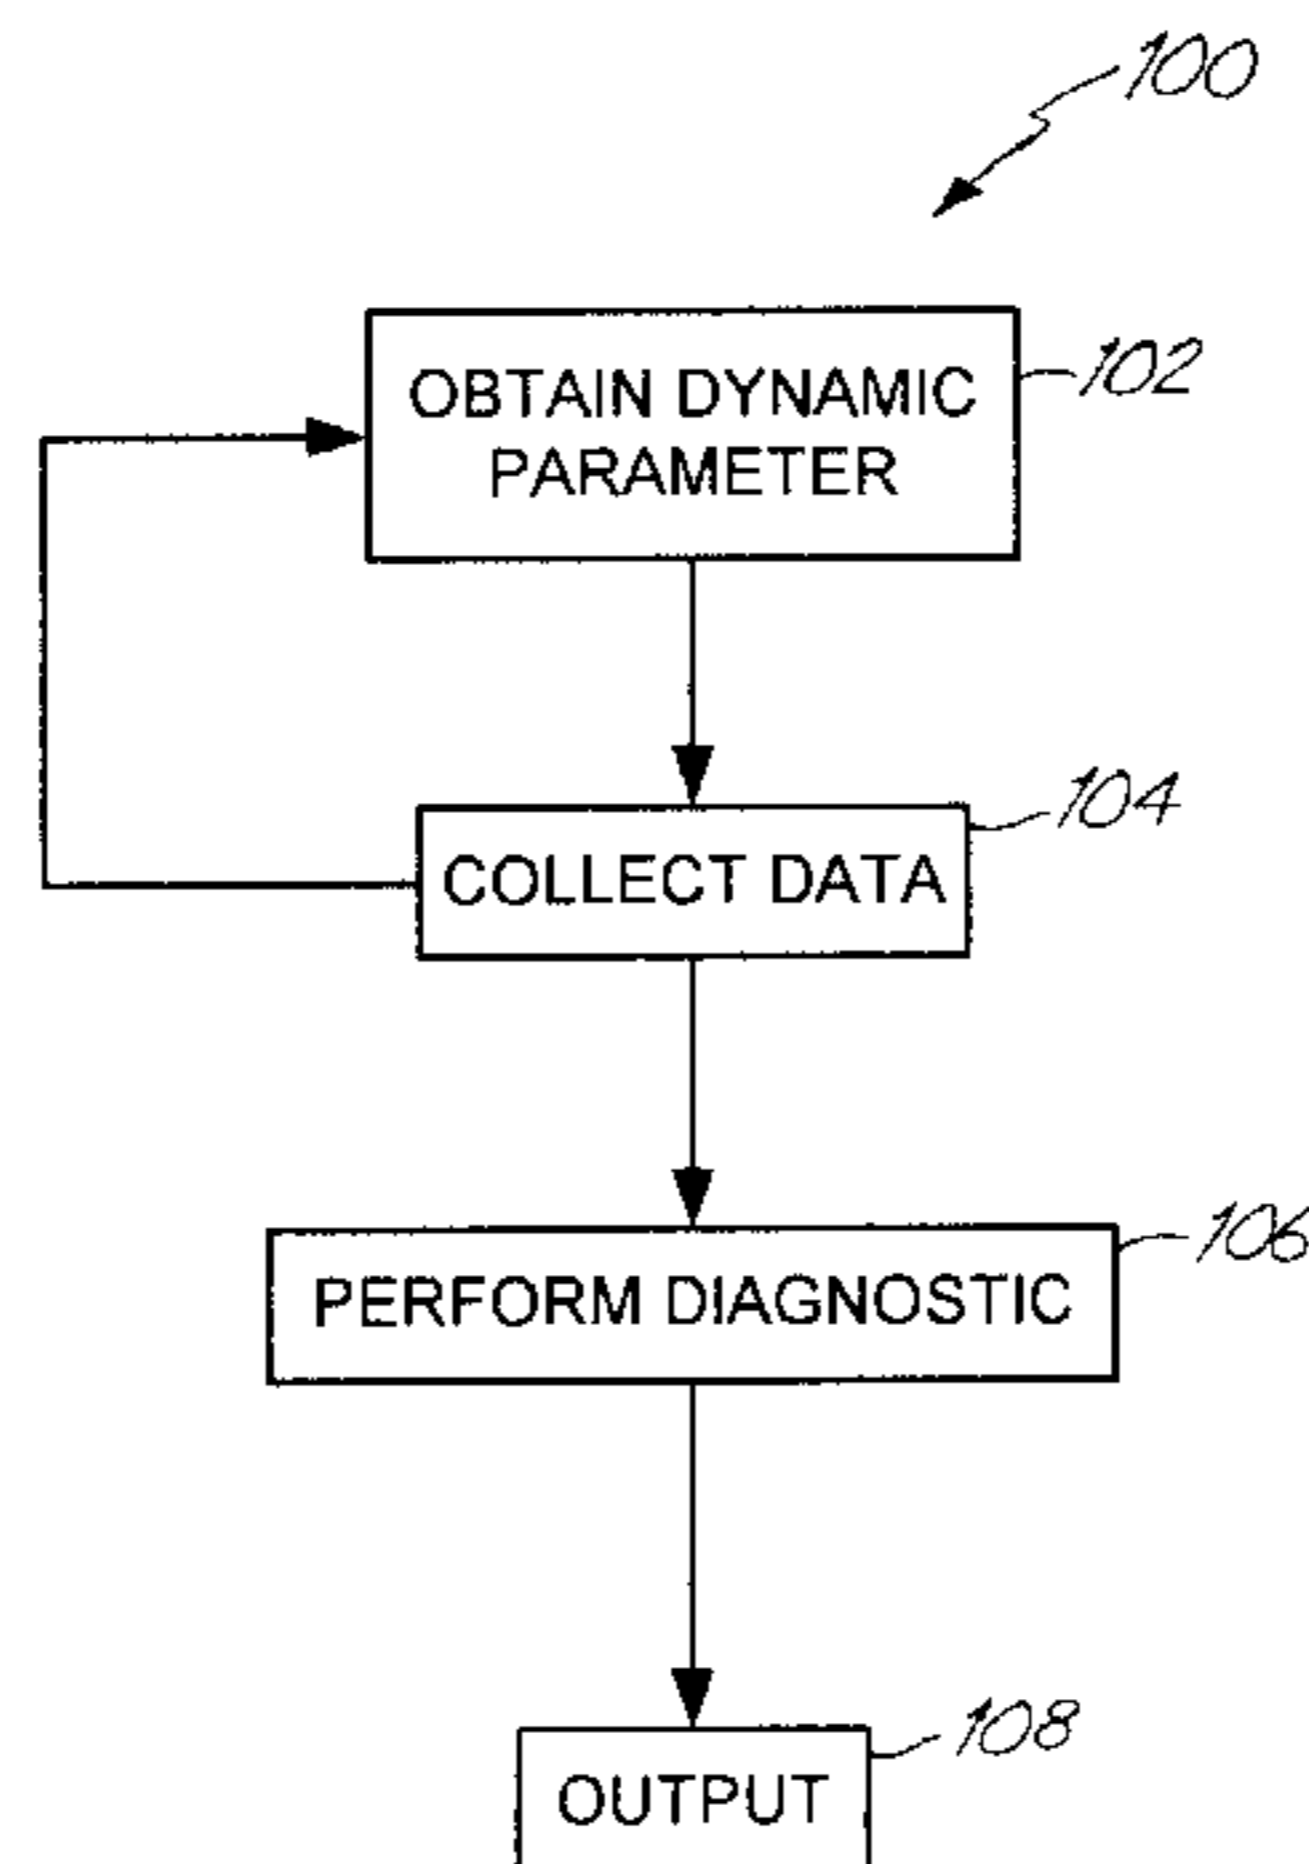 100
OBTAIN DYNAMIC
PARAMETER
102
COLLECT DATA
104
PERFORM DIAGNOSTIC
106
OUTPUT
108